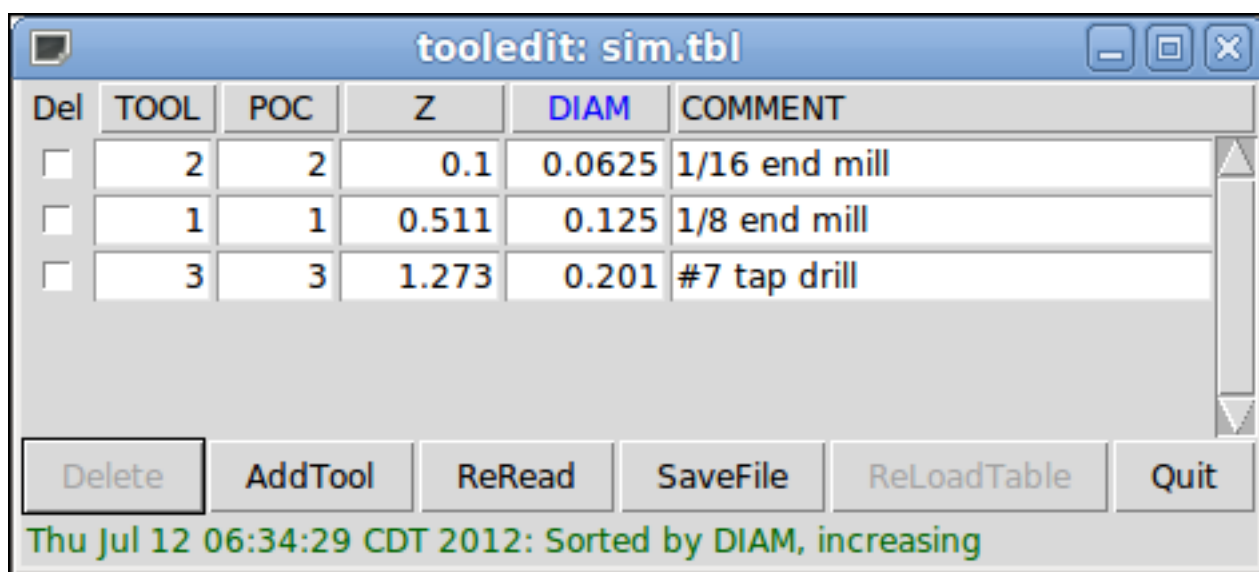 tooledit: sim.tbl
Del TOOL POC Z DIAM COMMENT
2 2 0.1 0.0625 1/16 end mill
1 1 0.511 0.125 1/8 end mill
3 3 1.273 0.201 #7 tap drill
Delete AddTool ReRead SaveFile ReLoadTable Quit
Thu Jul 12 06:34:29 CDT 2012: Sorted by DIAM, increasing